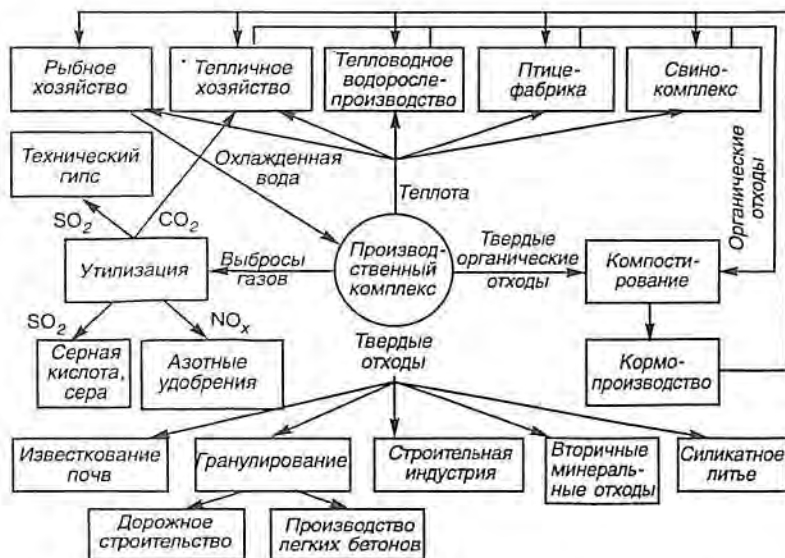 Рыбное
хозяйство
Тепличное
хозяйство
Тепловодное
водоросле-
производство
Птице-
фабрика
Свино-
комплекс
Технический
гипс
Охлажденная
вода
Теплота
Органические
отходы
SO₂
CO₂
Утилизация
Выбросы
газов
Производ-
ственный
комплекс
Твердые
органические
отходы
Компости-
рование
SO₂
NOₓ
Серная
кислота,
сера
Азотные
удобрения
Твердые
отходы
Кормо-
производство
Известкование
почв
Гранулирование
Строительная
индустрия
Вторичные
минераль-
ные отходы
Силикатное
литье
Дорожное
строительство
Производство
легких бетонов